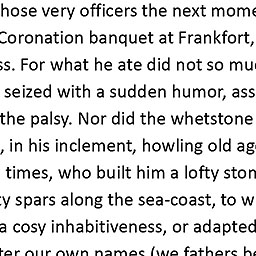 hose very officers the next mome
Coronation banquet at Frankfort,
ss. For what he ate did not so mu
seized with a sudden humor, ass
the palsy. Nor did the whetstone
, in his inclement, howling old ag
times, who built him a lofty ston
ty spars along the sea-coast, to w
a cosy inhabitiveness, or adapted
ter our own names (we fathers be